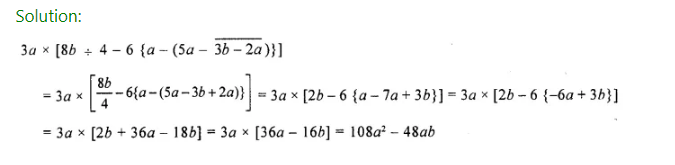 Solution:
3a × [8b ÷ 4 – 6 {a – (5a – 3b – 2a)}]
= 3a × [8b/4 – 6{a – (5a – 3b + 2a)}] = 3a × [2b – 6 {a – 7a + 3b}] = 3a × [2b – 6 {–6a + 3b}]
= 3a × [2b + 36a – 18b] = 3a × [36a – 16b] = 108a² – 48ab